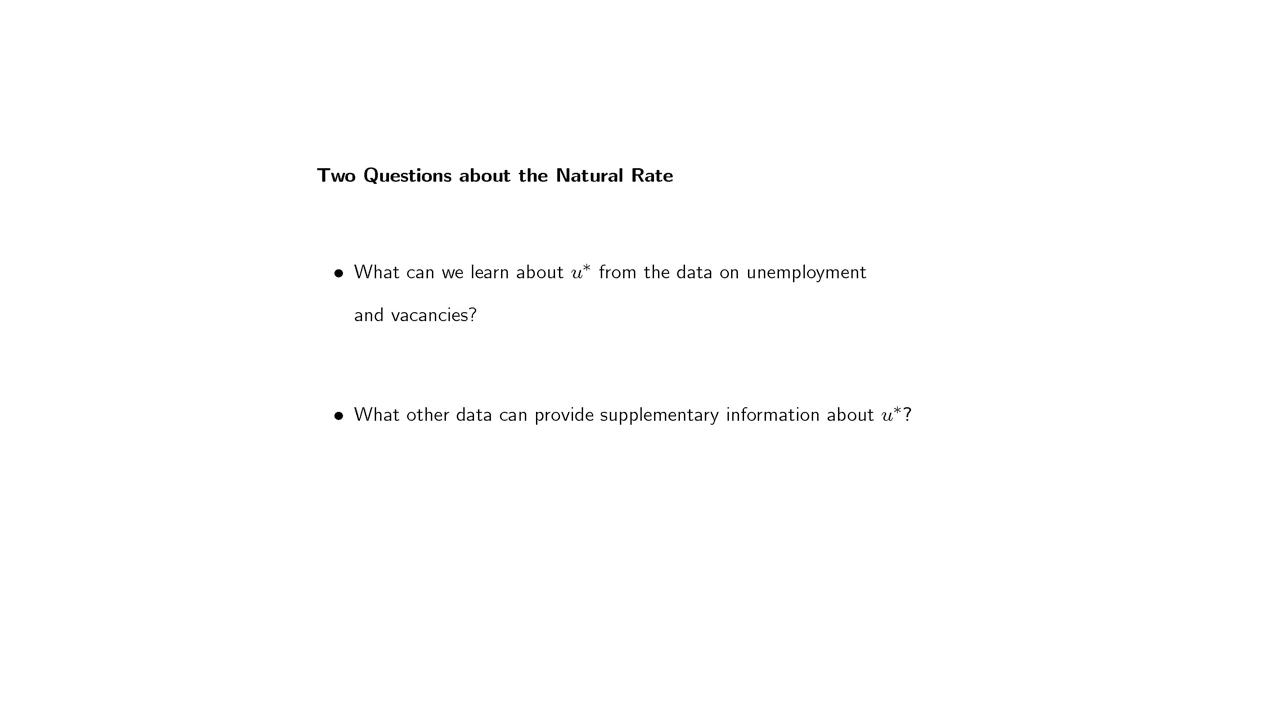 Two Questions about the Natural Rate
• What can we learn about u* from the data on unemployment
and vacancies?
• What other data can provide supplementary information about u*?